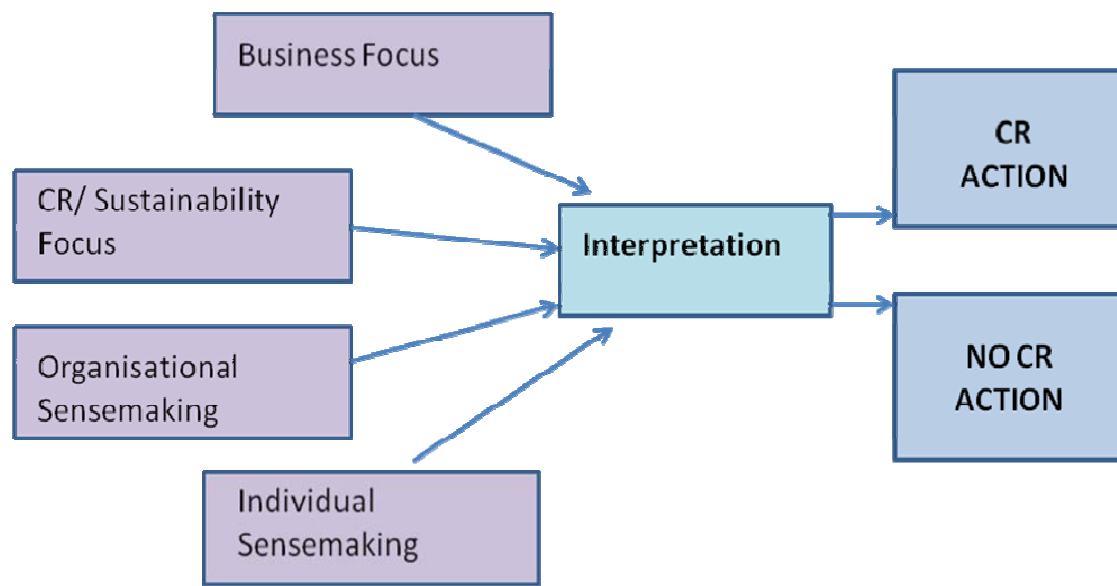 Business Focus
CR/ Sustainability
Focus
Organisational
Sensemaking
Individual
Sensemaking
Interpretation
CR
ACTION
NO CR
ACTION